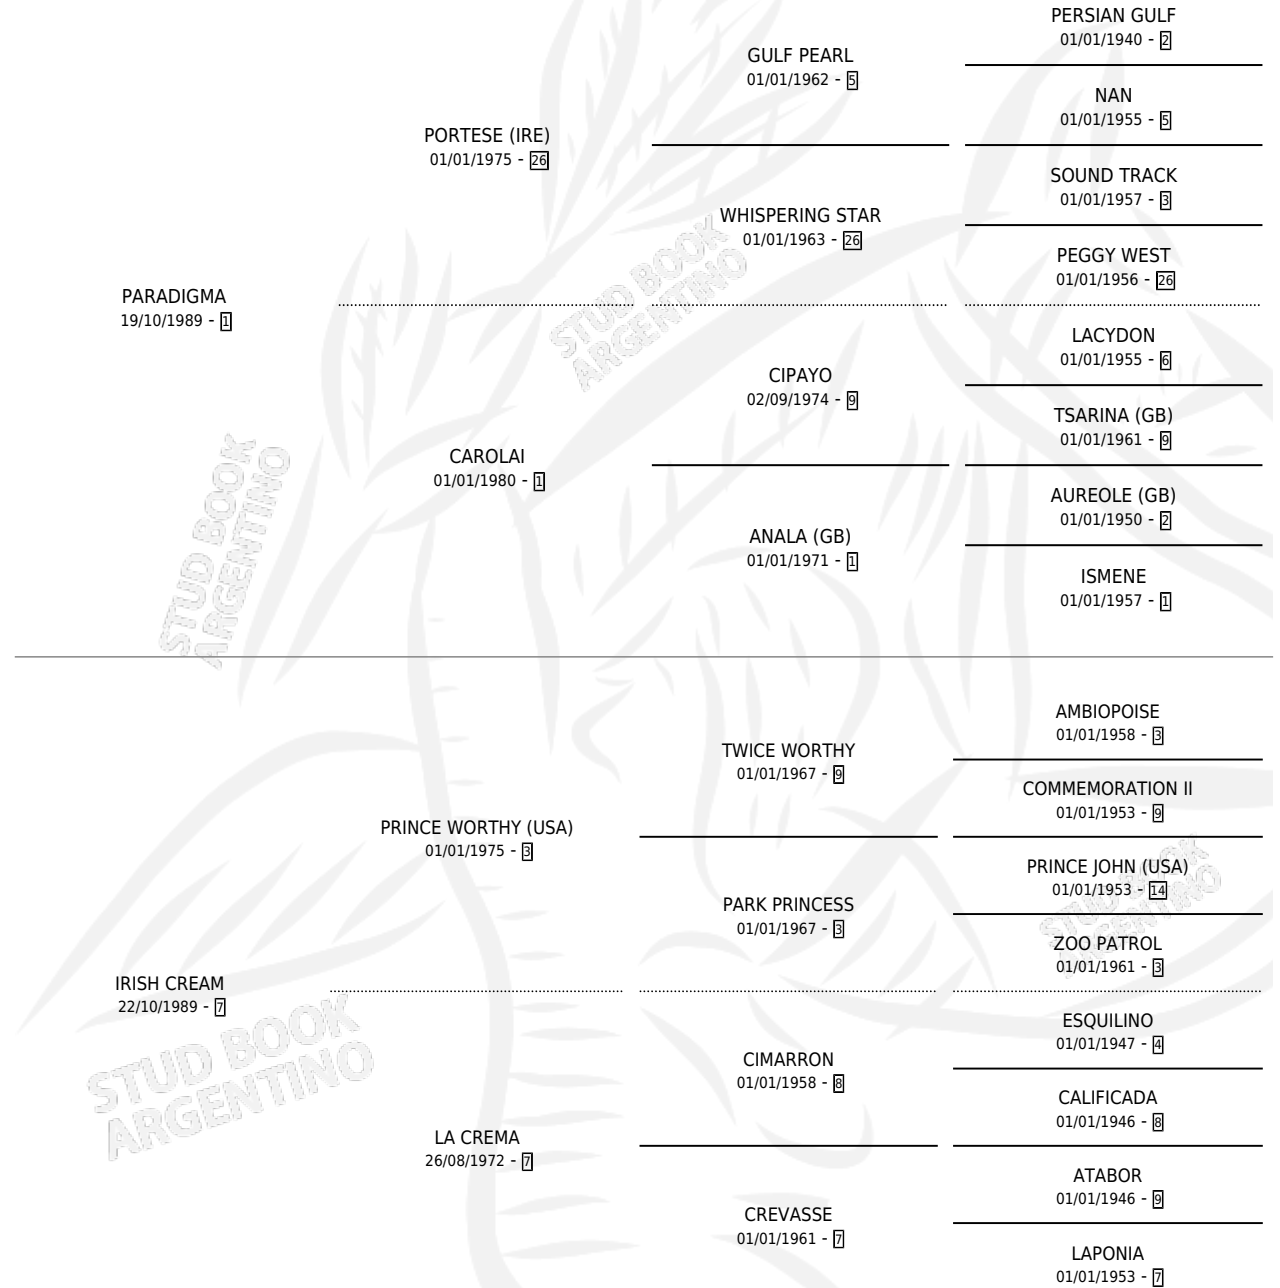 PERSIAN GULF
01/01/1940 - 2
GULF PEARL
01/01/1962 - 5
NAN
01/01/1955 - 5
PORTESE (IRE)
01/01/1975 - 26
SOUND TRACK
01/01/1957 - 3
WHISPERING STAR
01/01/1963 - 26
PEGGY WEST
01/01/1956 - 26
PARADIGMA
19/10/1989 - 1
LACYDON
01/01/1955 - 6
CIPAYO
02/09/1974 - 9
TSARINA (GB)
01/01/1961 - 9
CAROLAI
01/01/1980 - 1
AUREOLE (GB)
01/01/1950 - 2
ANALA (GB)
01/01/1971 - 1
ISMENE
01/01/1957 - 1
STUD BOOK
ARGENTINO
STUD BOOK
ARGENTINO
AMBIOPOISE
01/01/1958 - 3
TWICE WORTHY
01/01/1967 - 9
COMMEMORATION II
01/01/1953 - 9
PRINCE WORTHY (USA)
01/01/1975 - 3
PRINCE JOHN (USA)
01/01/1953 - 14
PARK PRINCESS
01/01/1967 - 3
ZOO PATROL
01/01/1961 - 3
IRISH CREAM
22/10/1989 - 7
ESQUILINO
01/01/1947 - 4
CIMARRON
01/01/1958 - 8
CALIFICADA
01/01/1946 - 8
LA CREMA
26/08/1972 - 7
ATABOR
01/01/1946 - 9
CREVASSE
01/01/1961 - 7
LAPONIA
01/01/1953 - 7
STUD BOOK
ARGENTINO
STUD BOOK
ARGENTINO